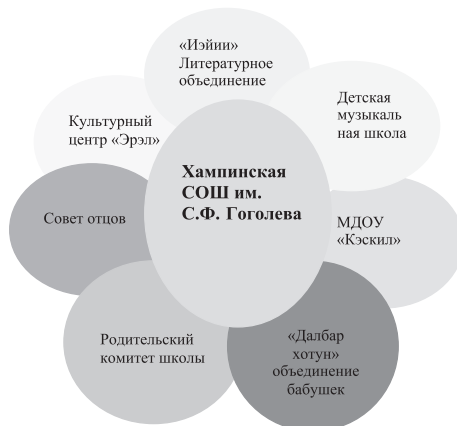 «Иэйии»
Литературное
объединение
Детская
музыкаль
ная школа
Культурный
центр «Эрэл»
Хампинская
СОШ им.
С.Ф. Гоголева
Совет отцов
МДОУ
«Кэскил»
Родительский
комитет школы
«Далбар
хотун»
объединение
бабушек